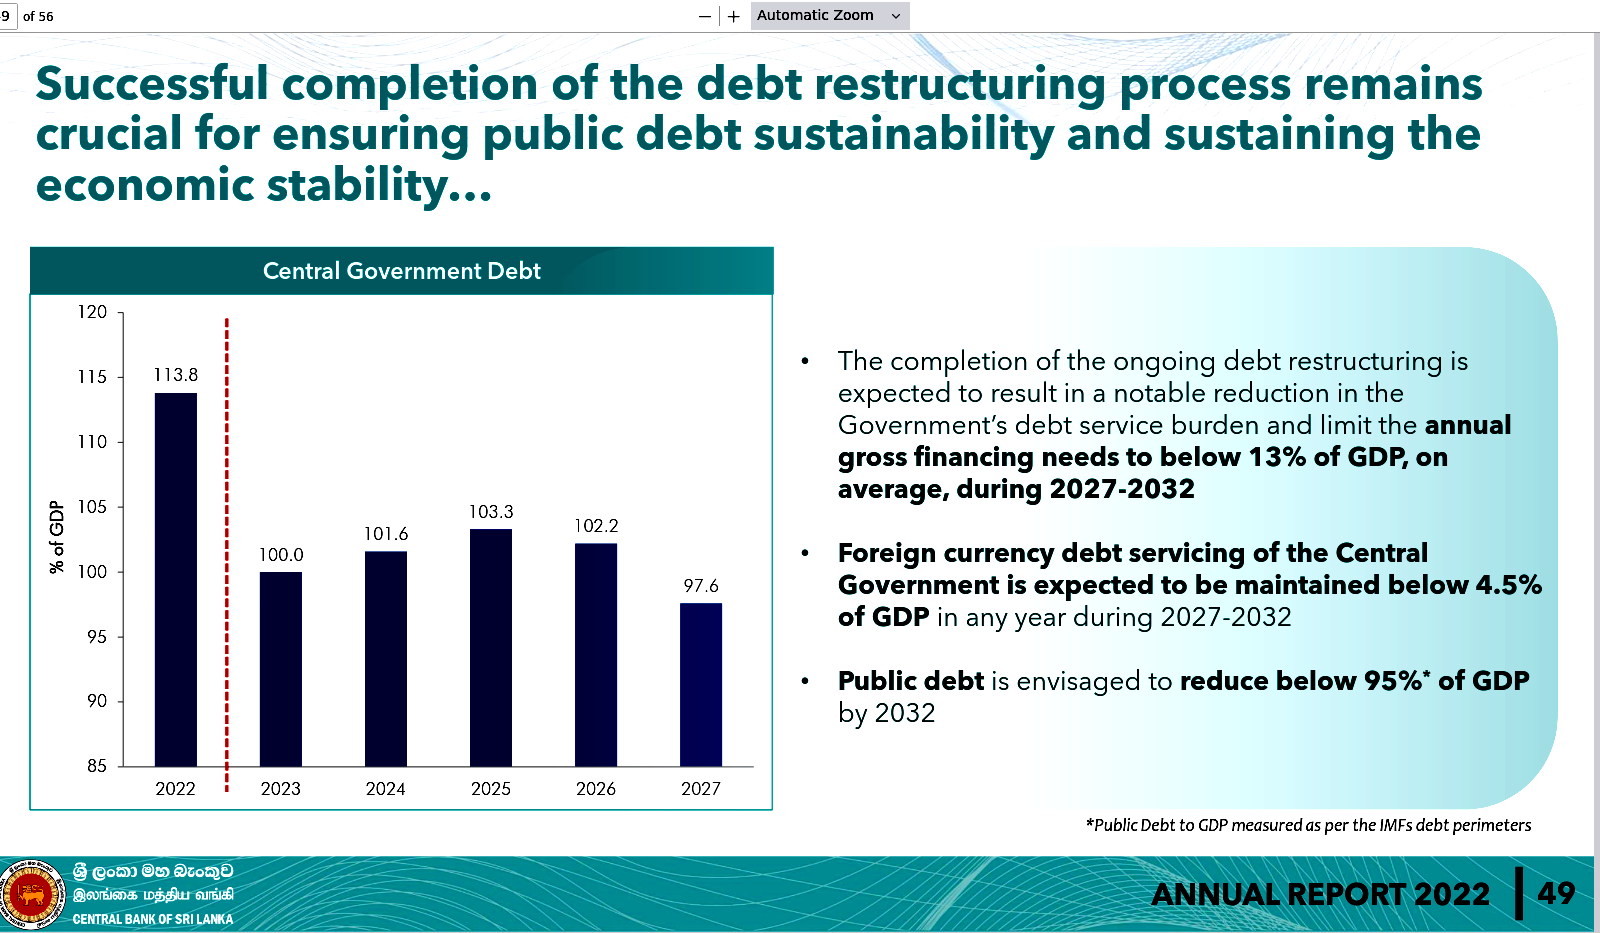 9 of 56
− + Automatic Zoom
Successful completion of the debt restructuring process remains
crucial for ensuring public debt sustainability and sustaining the
economic stability...
Central Government Debt
% of GDP
120
115
110
105
100
95
90
85
113.8
100.0
101.6
103.3
102.2
97.6
2022 2023 2024 2025 2026 2027
• The completion of the ongoing debt restructuring is
expected to result in a notable reduction in the
Government’s debt service burden and limit the annual
gross financing needs to below 13% of GDP, on
average, during 2027-2032
• Foreign currency debt servicing of the Central
Government is expected to be maintained below 4.5%
of GDP in any year during 2027-2032
• Public debt is envisaged to reduce below 95%* of GDP
by 2032
*Public Debt to GDP measured as per the IMFs debt perimeters
ශ්‍රී ලංකා මහ බැංකුව
இலங்கை மத்திய வங்கி
CENTRAL BANK OF SRI LANKA
ANNUAL REPORT 2022 | 49